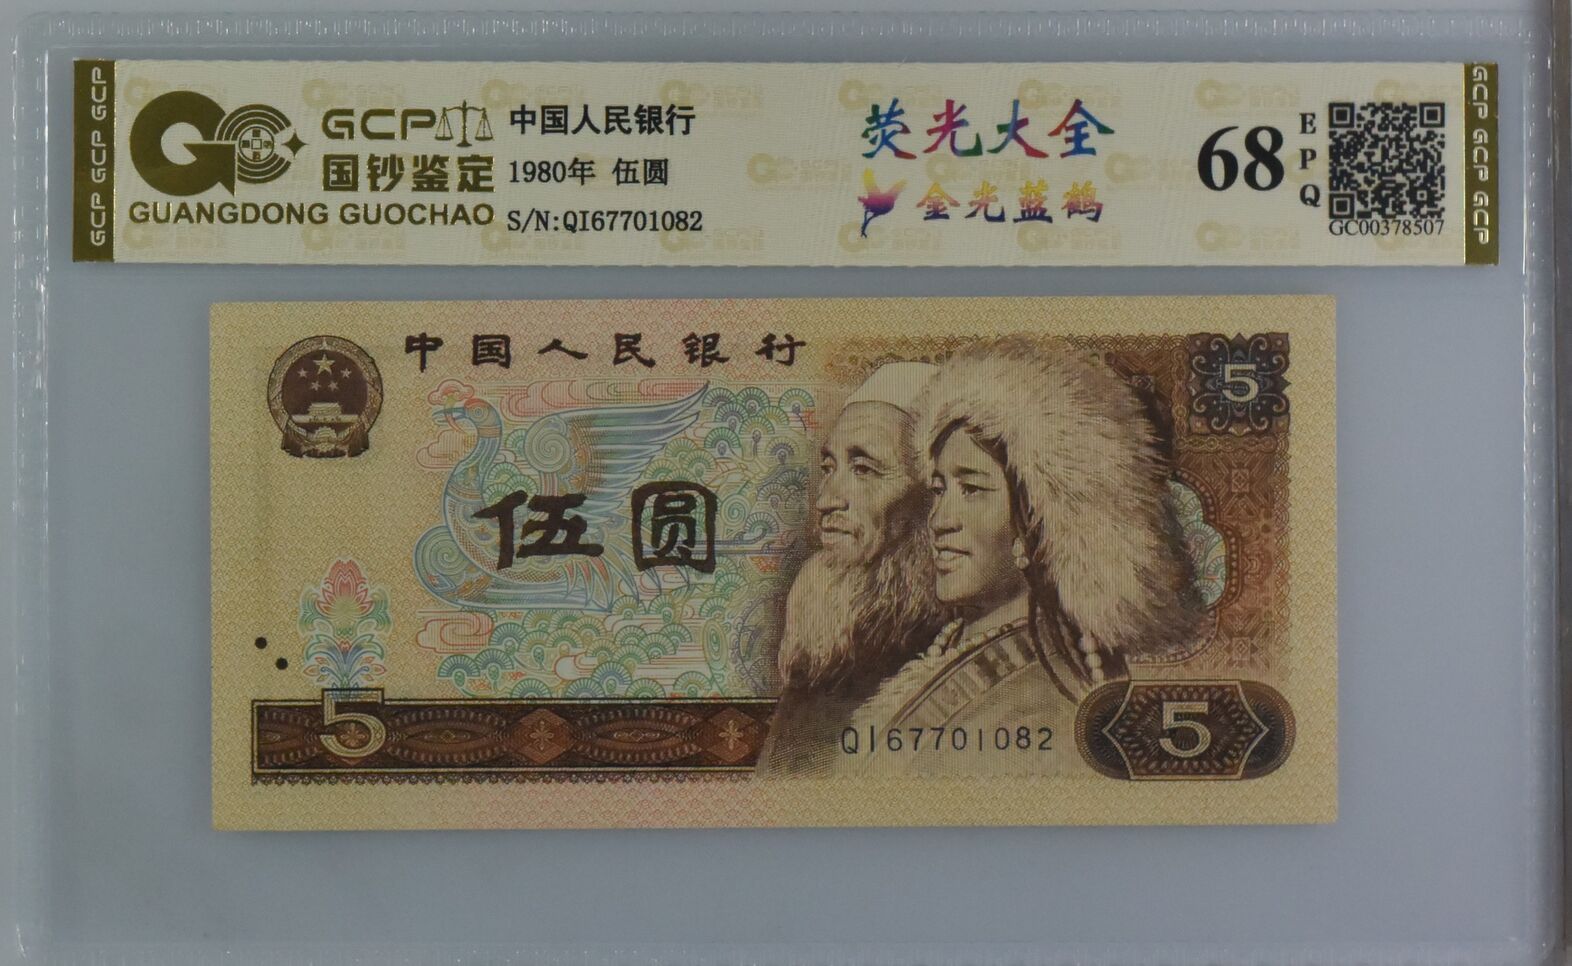 GCP GCP GCP
GCP
国钞鉴定
GUANGDONG GUOCHAO
中国人民银行
1980年 伍圆
S/N:QI67701082
荧光大全
金光蓝鹤
68
EPQ
GC00378507
GCP GCP GCP
中国人民银行
5
伍圆
5
QI67701082
5